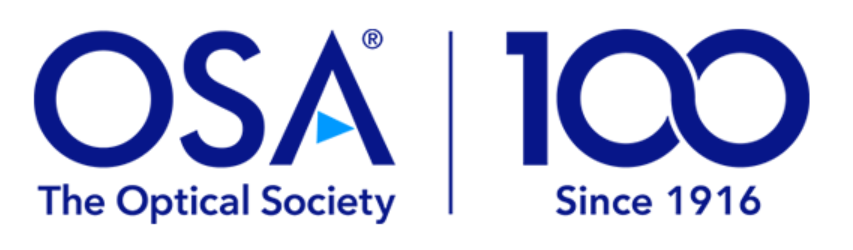 OSA®
The Optical Society
100
Since 1916